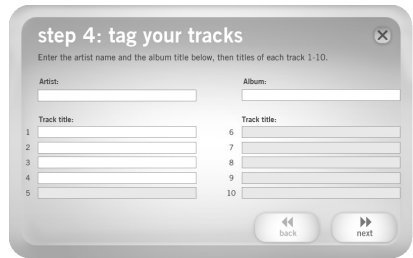 step 4: tag your tracks
Enter the artist name and the album title below, then titles of each track 1-10.
Artist:
Album:
Track title:
1
2
3
4
5
Track title:
6
7
8
9
10
back
next